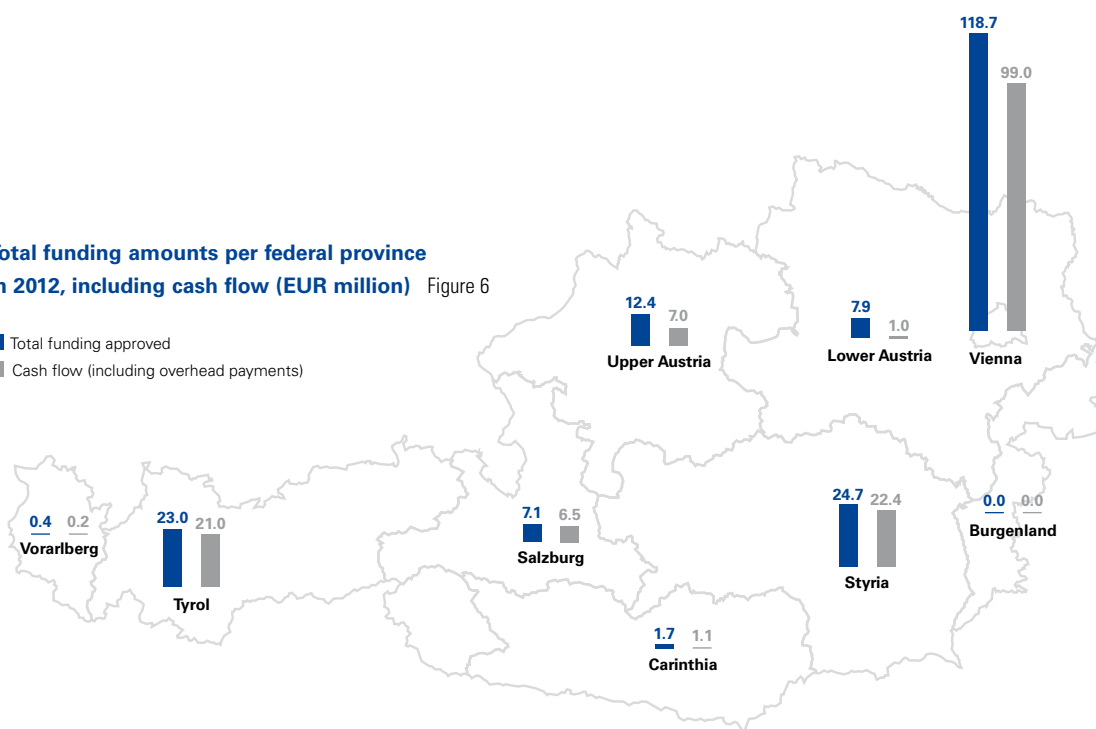 118.7
99.0
otal funding amounts per federal province
n 2012, including cash flow (EUR million) Figure 6
Total funding approved
Cash flow (including overhead payments)
12.4
7.0
Upper Austria
7.9
1.0
Lower Austria
Vienna
0.4
0.2
Vorarlberg
23.0
21.0
Tyrol
7.1
6.5
Salzburg
24.7
22.4
Styria
0.0
0.0
Burgenland
1.7
1.1
Carinthia